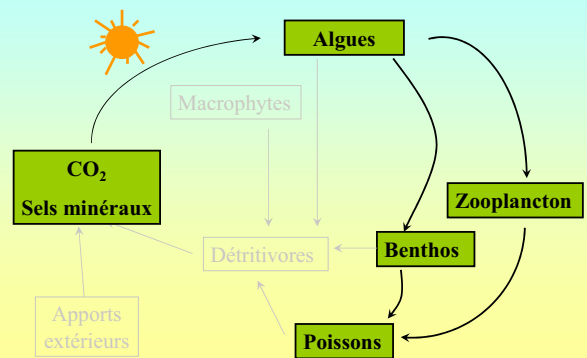 Algues
Macrophytes
CO₂
Sels minéraux
Zooplancton
Détritivores
Benthos
Apports
extérieurs
Poissons